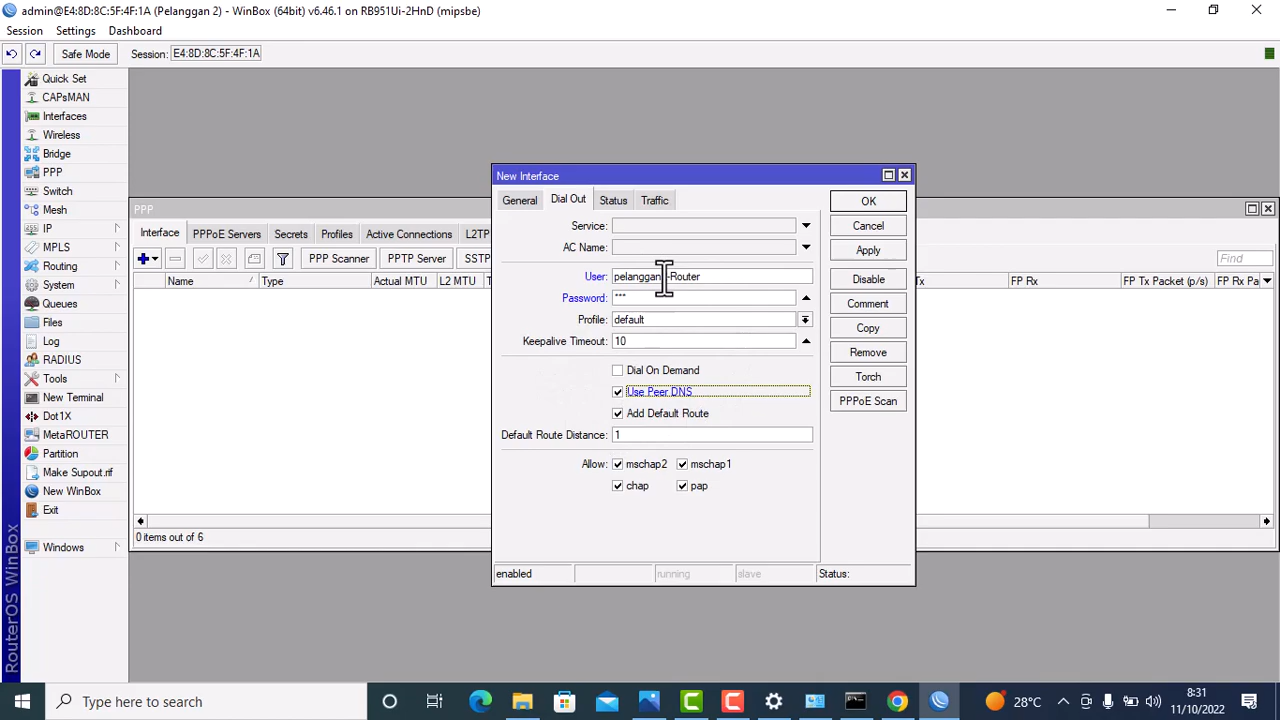 admin@E4:8D:8C:5F:4F:1A (Pelanggan 2) - WinBox (64bit) v6.46.1 on RB951Ui-2HnD (mipsbe)
Session Settings Dashboard
Safe Mode Session: E4:8D:8C:5F:4F:1A
Quick Set
CAPsMAN
Interfaces
Wireless
Bridge
PPP
Switch
Mesh
IP
MPLS
Routing
System
Queues
Files
Log
RADIUS
Tools
New Terminal
Dot1X
MetaROUTER
Partition
Make Supout.rif
New WinBox
Exit
Windows
RouterOS WinBox
PPP
Interface PPPoE Servers Secrets Profiles Active Connections L2TP
PPP Scanner PPTP Server SSTP
Find
Name Type Actual MTU L2 MTU T
Tx FP Rx FP Tx Packet (p/s) FP Rx Pa
0 items out of 6
New Interface
General Dial Out Status Traffic
Service:
AC Name:
User: pelanggan -Router
Password: ***
Profile: default
Keepalive Timeout: 10
Dial On Demand
Use Peer DNS
Add Default Route
Default Route Distance: 1
Allow: mschap2 mschap1
chap pap
OK
Cancel
Apply
Disable
Comment
Copy
Remove
Torch
PPPoE Scan
enabled running slave Status:
Type here to search
28°C
8:31
11/10/2022